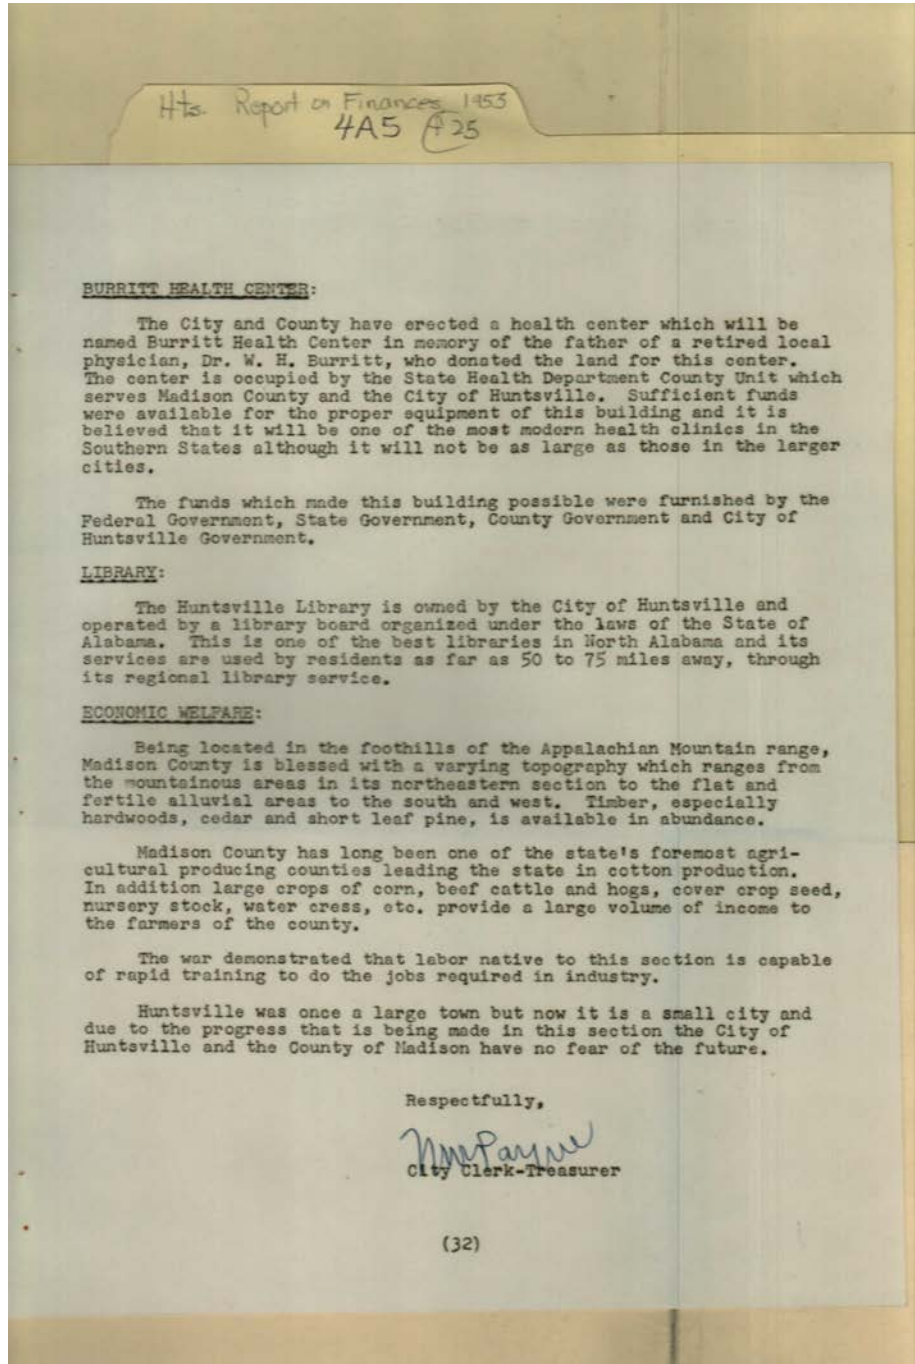 Hts. Report on Finances 1953
4A5 25
BURRITT HEALTH CENTER:
The City and County have erected a health center which will be
named Burritt Health Center in memory of the father of a retired local
physician, Dr. W. H. Burritt, who donated the land for this center.
The center is occupied by the State Health Department County Unit which
serves Madison County and the City of Huntsville. Sufficient funds
were available for the proper equipment of this building and it is
believed that it will be one of the most modern health clinics in the
Southern States although it will not be as large as those in the larger
cities.
The funds which made this building possible were furnished by the
Federal Government, State Government, County Government and City of
Huntsville Government.
LIBRARY:
The Huntsville Library is owned by the City of Huntsville and
operated by a library board organized under the laws of the State of
Alabama. This is one of the best libraries in North Alabama and its
services are used by residents as far as 50 to 75 miles away, through
its regional library service.
ECONOMIC WELFARE:
Being located in the foothills of the Appalachian Mountain range,
Madison County is blessed with a varying topography which ranges from
the mountainous areas in its northeastern section to the flat and
fertile alluvial areas to the south and west. Timber, especially
hardwoods, cedar and short leaf pine, is available in abundance.
Madison County has long been one of the state's foremost agri-
cultural producing counties leading the state in cotton production.
In addition large crops of corn, beef cattle and hogs, cover crop seed,
nursery stock, water cress, etc. provide a large volume of income to
the farmers of the county.
The war demonstrated that labor native to this section is capable
of rapid training to do the jobs required in industry.
Huntsville was once a large town but now it is a small city and
due to the progress that is being made in this section the City of
Huntsville and the County of Madison have no fear of the future.
Respectfully,
Payne
City Clerk-Treasurer
(32)